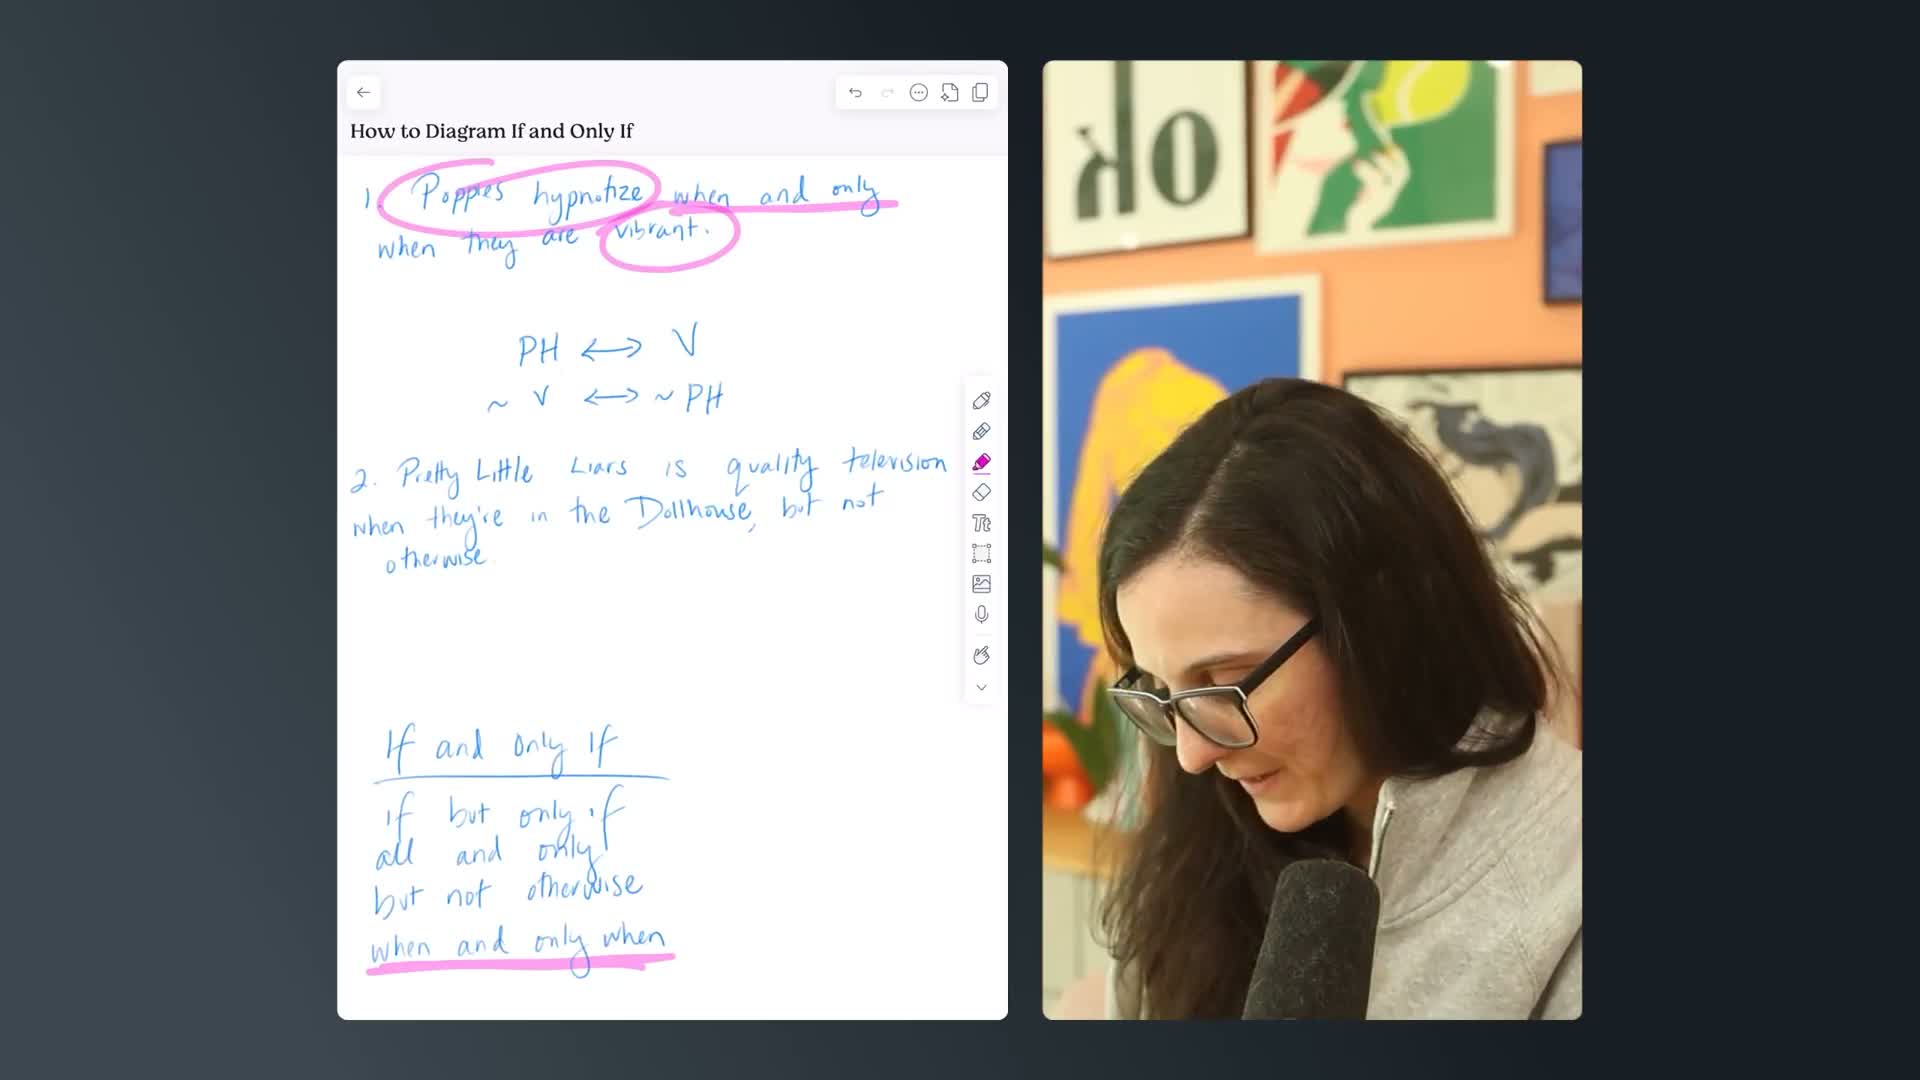 How to Diagram If and Only If
1. Poppies hypnotize when and only
when they are vibrant.
PH ↔ V
~ V ↔ ~ PH
2. Pretty Little Liars is quality television
when they're in the Dollhouse, but not
otherwise.
If and only If
if but only if
all and only
but not otherwise
when and only when
Tt